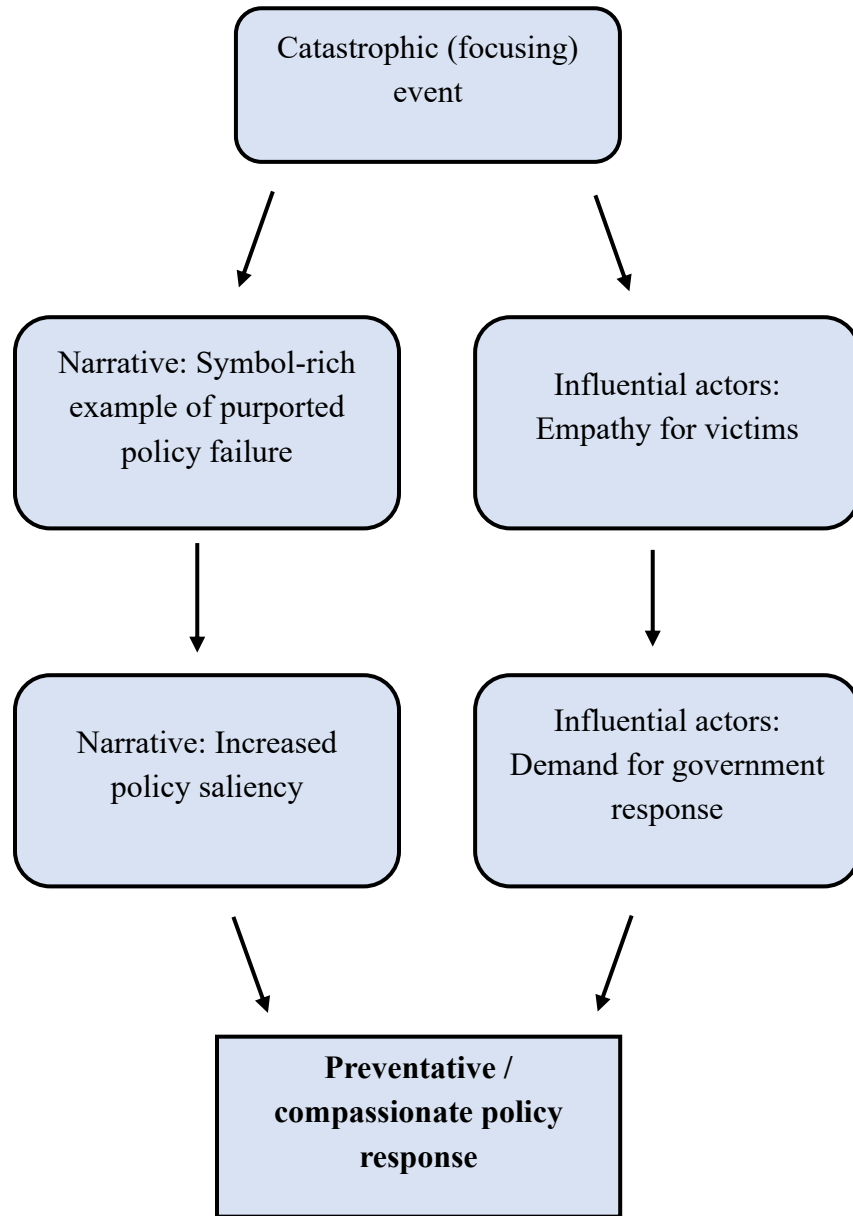 Catastrophic (focusing)
event
Narrative: Symbol-rich
example of purported
policy failure
Influential actors:
Empathy for victims
Narrative: Increased
policy saliency
Influential actors:
Demand for government
response
Preventative /
compassionate policy
response